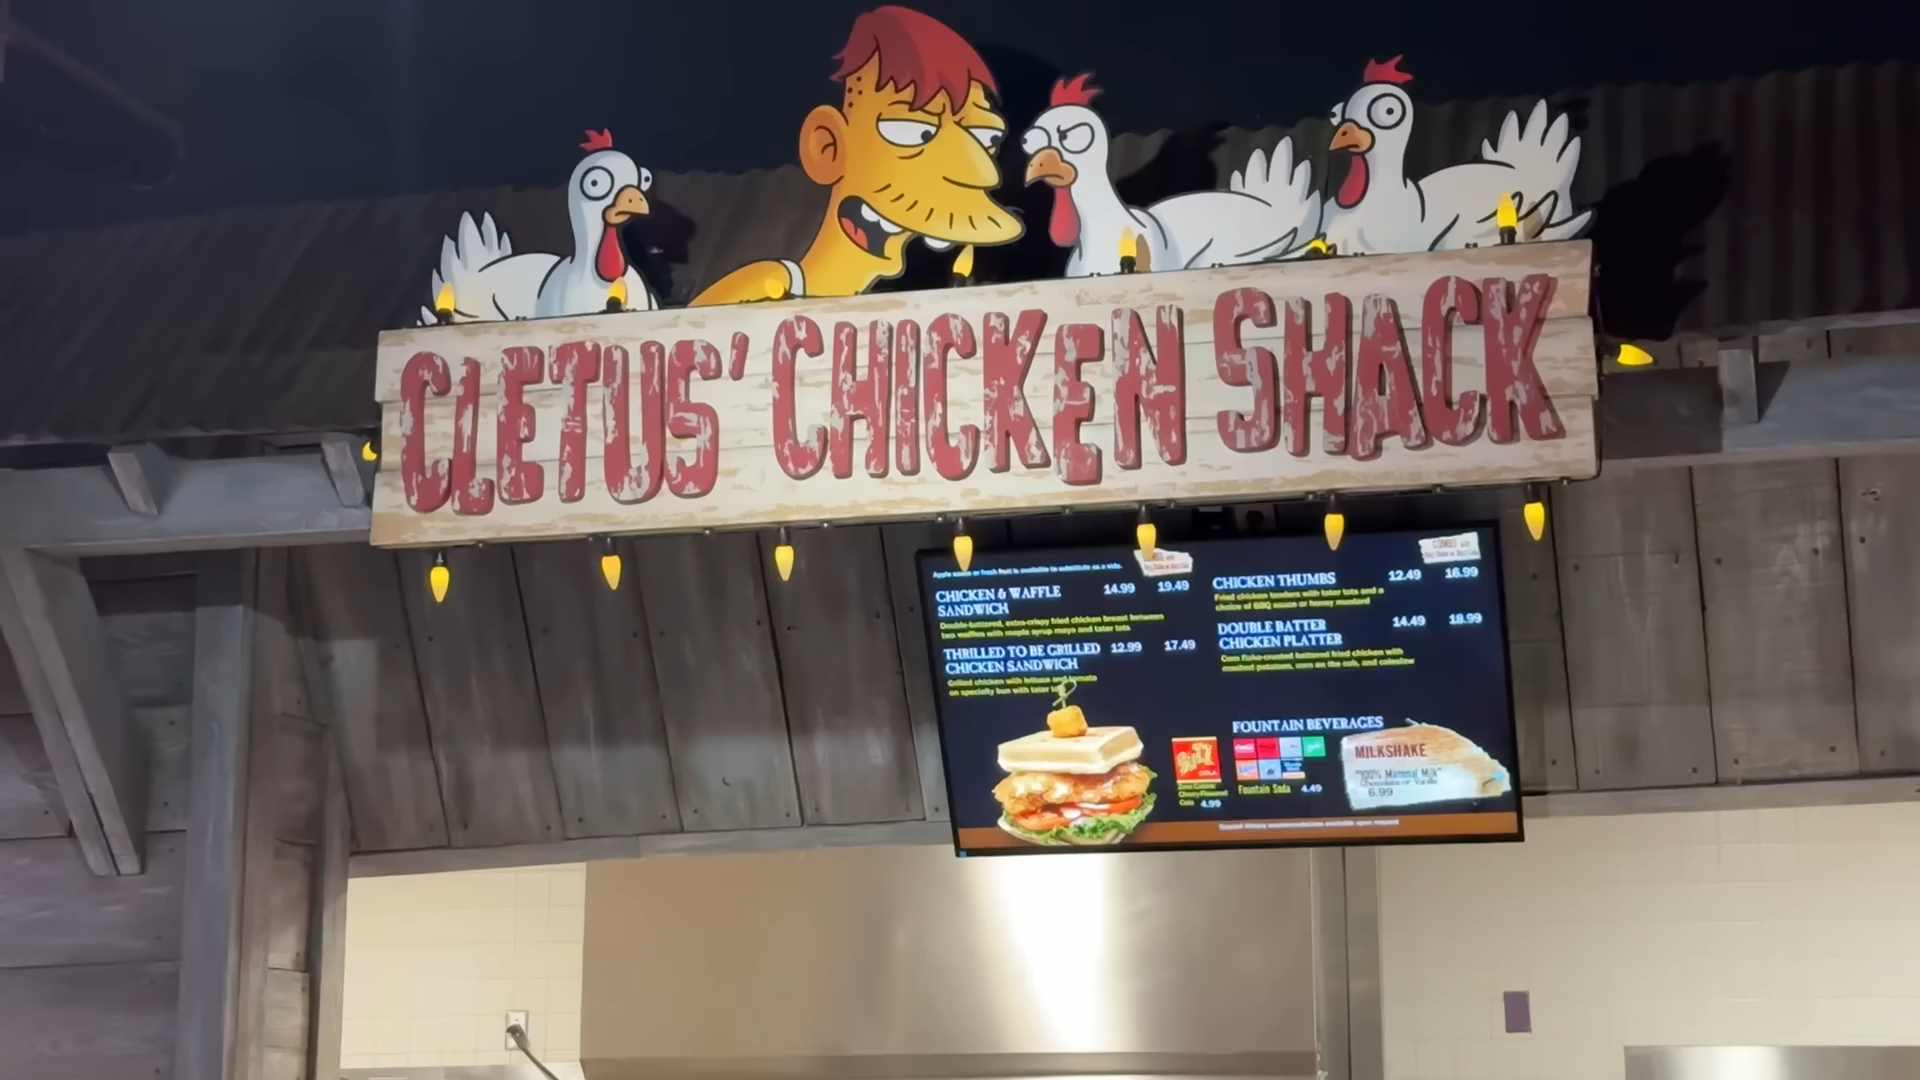 CLETUS' CHICKEN SHACK
Apple sauce or fresh fruit is available to substitute as a side.
CHICKEN & WAFFLE SANDWICH 14.99 19.49
Double-battered, extra-crispy fried chicken breast between
two waffles with maple syrup mayo and tater tots
THRILLED TO BE GRILLED CHICKEN SANDWICH 12.99 17.49
Grilled chicken with lettuce and tomato
on specialty bun with tater
COMBO with
CHICKEN THUMBS 12.49 16.99
Fried chicken tenders with tater tots and a
choice of BBQ sauce or honey mustard
DOUBLE BATTER CHICKEN PLATTER 14.49 18.99
Corn flake-crusted battered fried chicken with
mashed potatoes, corn on the cob, and coleslaw
FOUNTAIN BEVERAGES
Buzz
COLA
Cherry-Flavored
Cola 4.99
Fountain Soda 4.49
MILKSHAKE
"100% Mammal Milk"
Chocolate or Vanilla
6.99